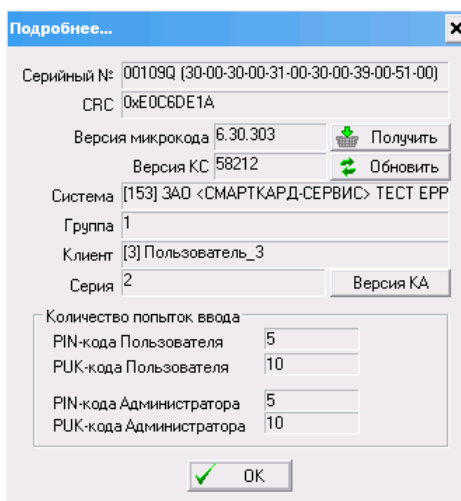 Подробнее...
Серийный № 00109Q (30-00-30-00-31-00-30-00-39-00-51-00)
CRC 0xE0C6DE1A
Версия микрокода 6.30.303 Получить
Версия КС 58212 Обновить
Система [153] ЗАО <СМАРТКАРД-СЕРВИС> ТЕСТ EPP
Группа 1
Клиент [3] Пользователь_3
Серия 2 Версия КА
Количество попыток ввода
PIN-кода Пользователя 5
PUK-кода Пользователя 10
PIN-кода Администратора 5
PUK-кода Администратора 10
OK